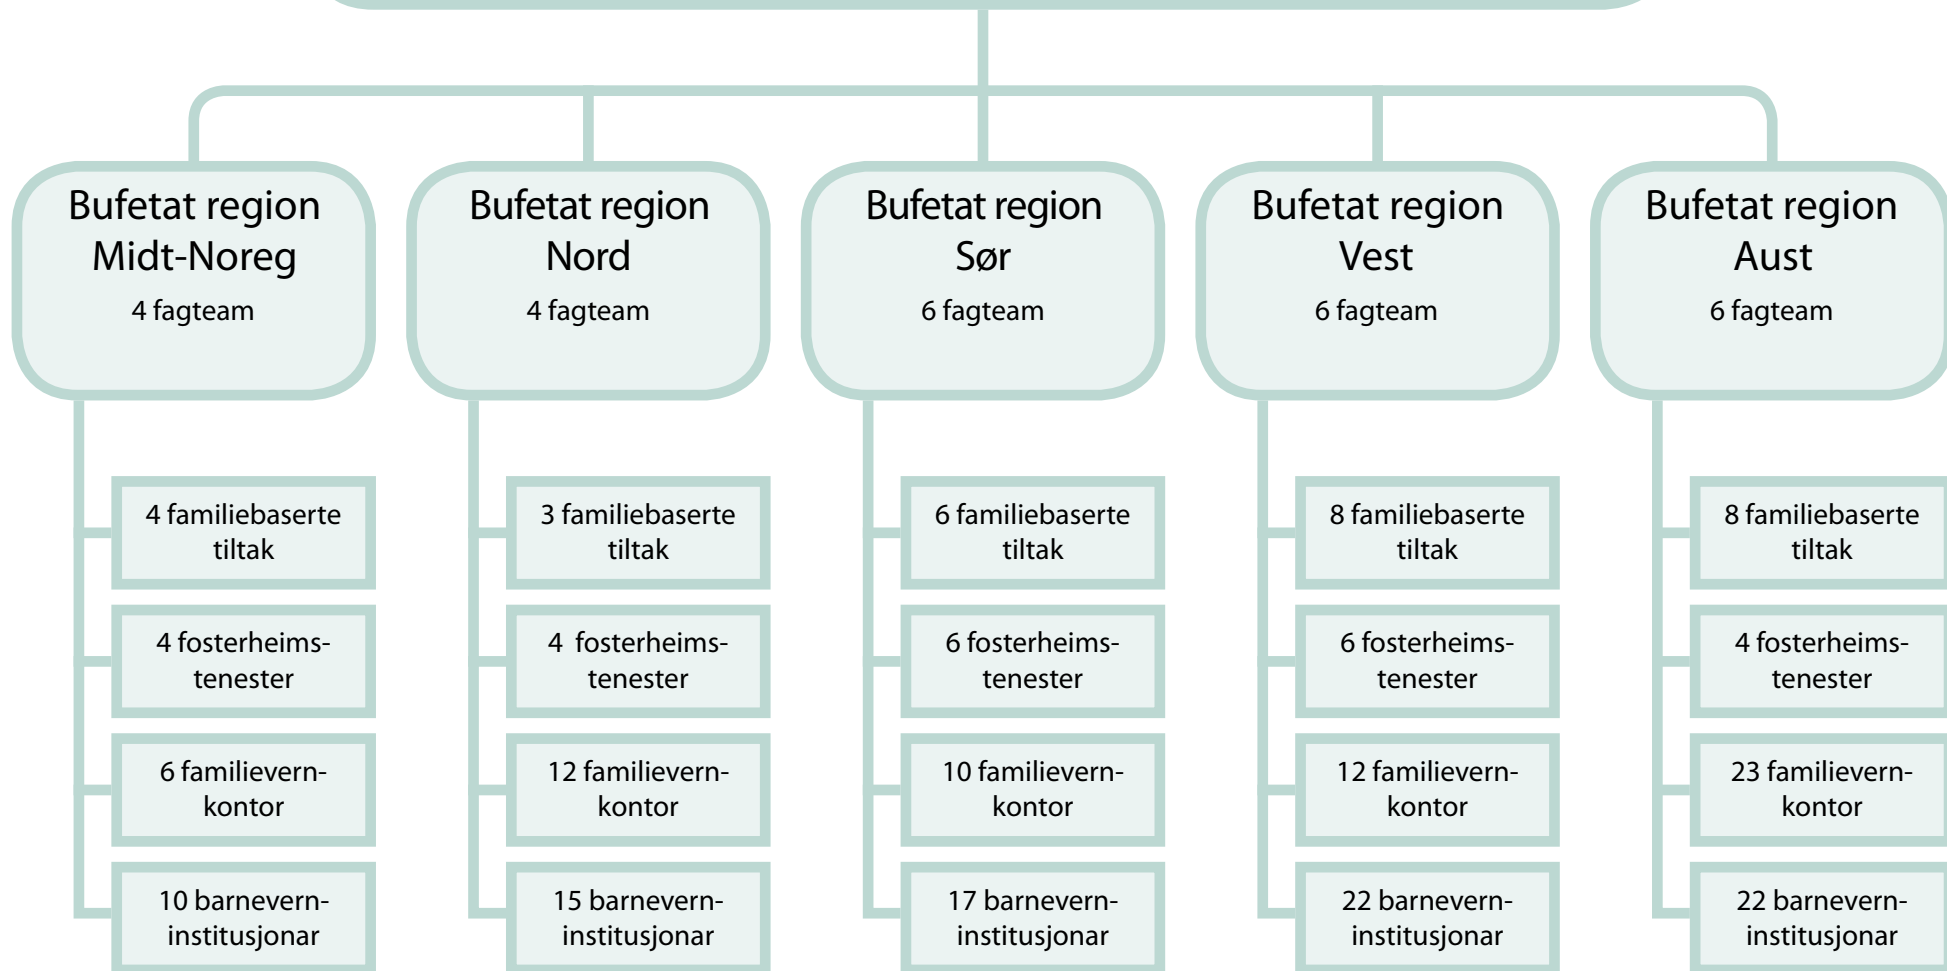 Bufetat region
Midt-Noreg
4 fagteam
4 familiebaserte
tiltak
4 fosterheims-
tenester
6 familievern-
kontor
10 barnevern-
institusjonar
Bufetat region
Nord
4 fagteam
3 familiebaserte
tiltak
4 fosterheims-
tenester
12 familievern-
kontor
15 barnevern-
institusjonar
Bufetat region
Sør
6 fagteam
6 familiebaserte
tiltak
6 fosterheims-
tenester
10 familievern-
kontor
17 barnevern-
institusjonar
Bufetat region
Vest
6 fagteam
8 familiebaserte
tiltak
6 fosterheims-
tenester
12 familievern-
kontor
22 barnevern-
institusjonar
Bufetat region
Aust
6 fagteam
8 familiebaserte
tiltak
4 fosterheims-
tenester
23 familievern-
kontor
22 barnevern-
institusjonar